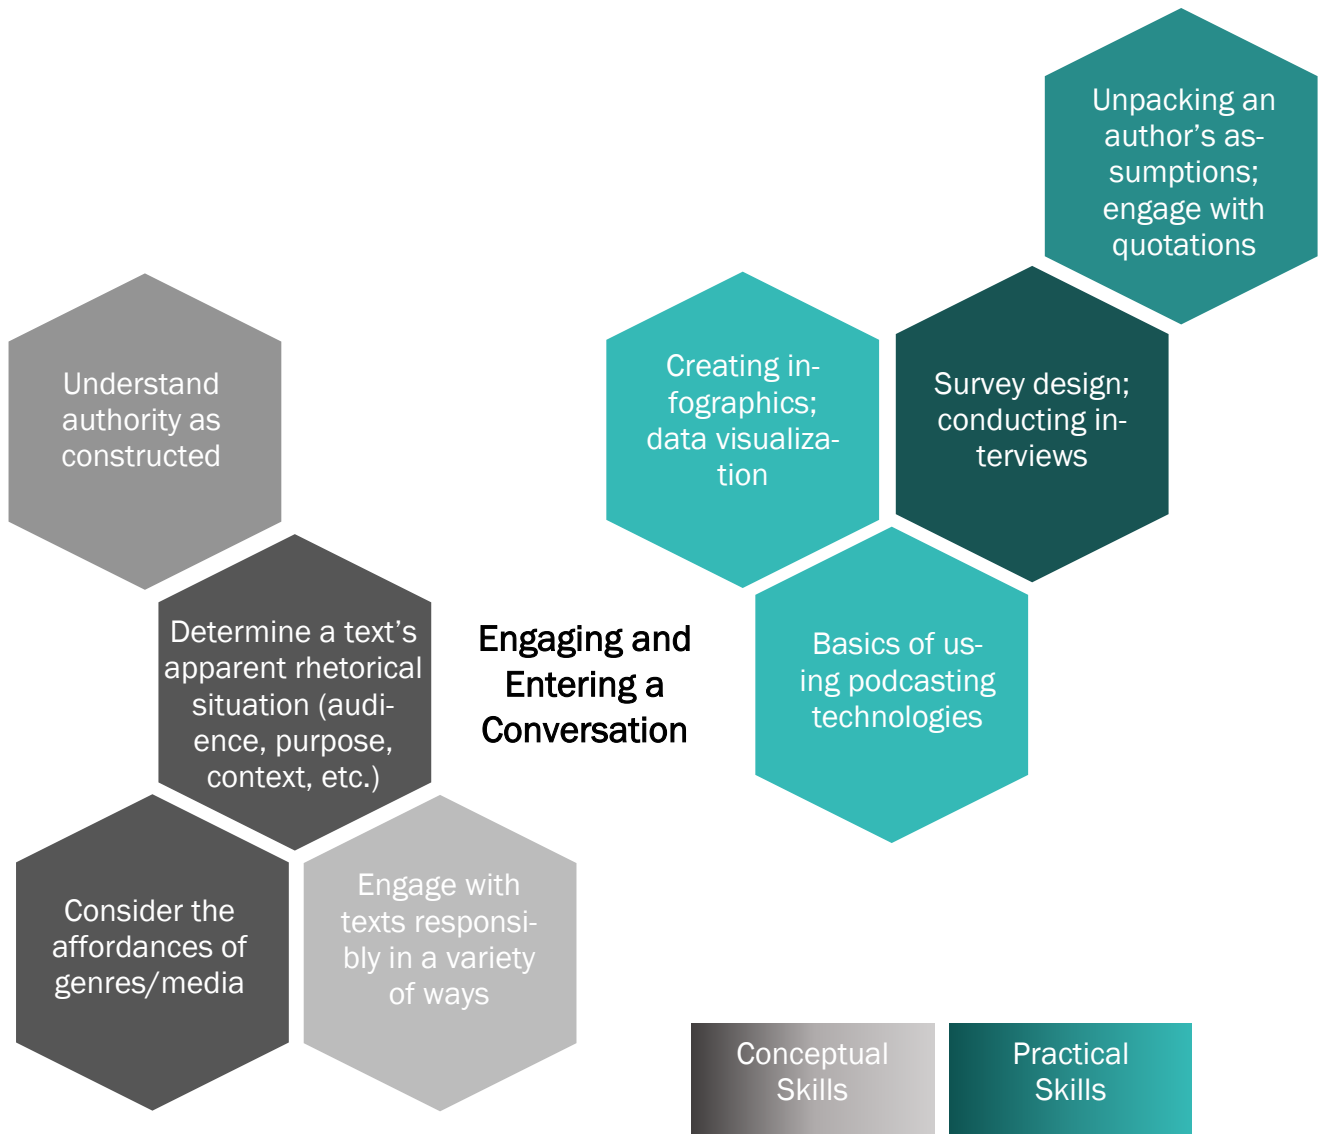 Unpacking an
author’s as-
sumptions;
engage with
quotations
Understand
authority as
constructed
Creating in-
fographics;
data visualiza-
tion
Survey design;
conducting in-
terviews
Determine a text’s
apparent rhetorical
situation (audi-
ence, purpose,
context, etc.)
Engaging and
Entering a
Conversation
Basics of us-
ing podcasting
technologies
Consider the
affordances of
genres/media
Engage with
texts responsi-
bly in a variety
of ways
Conceptual
Skills
Practical
Skills